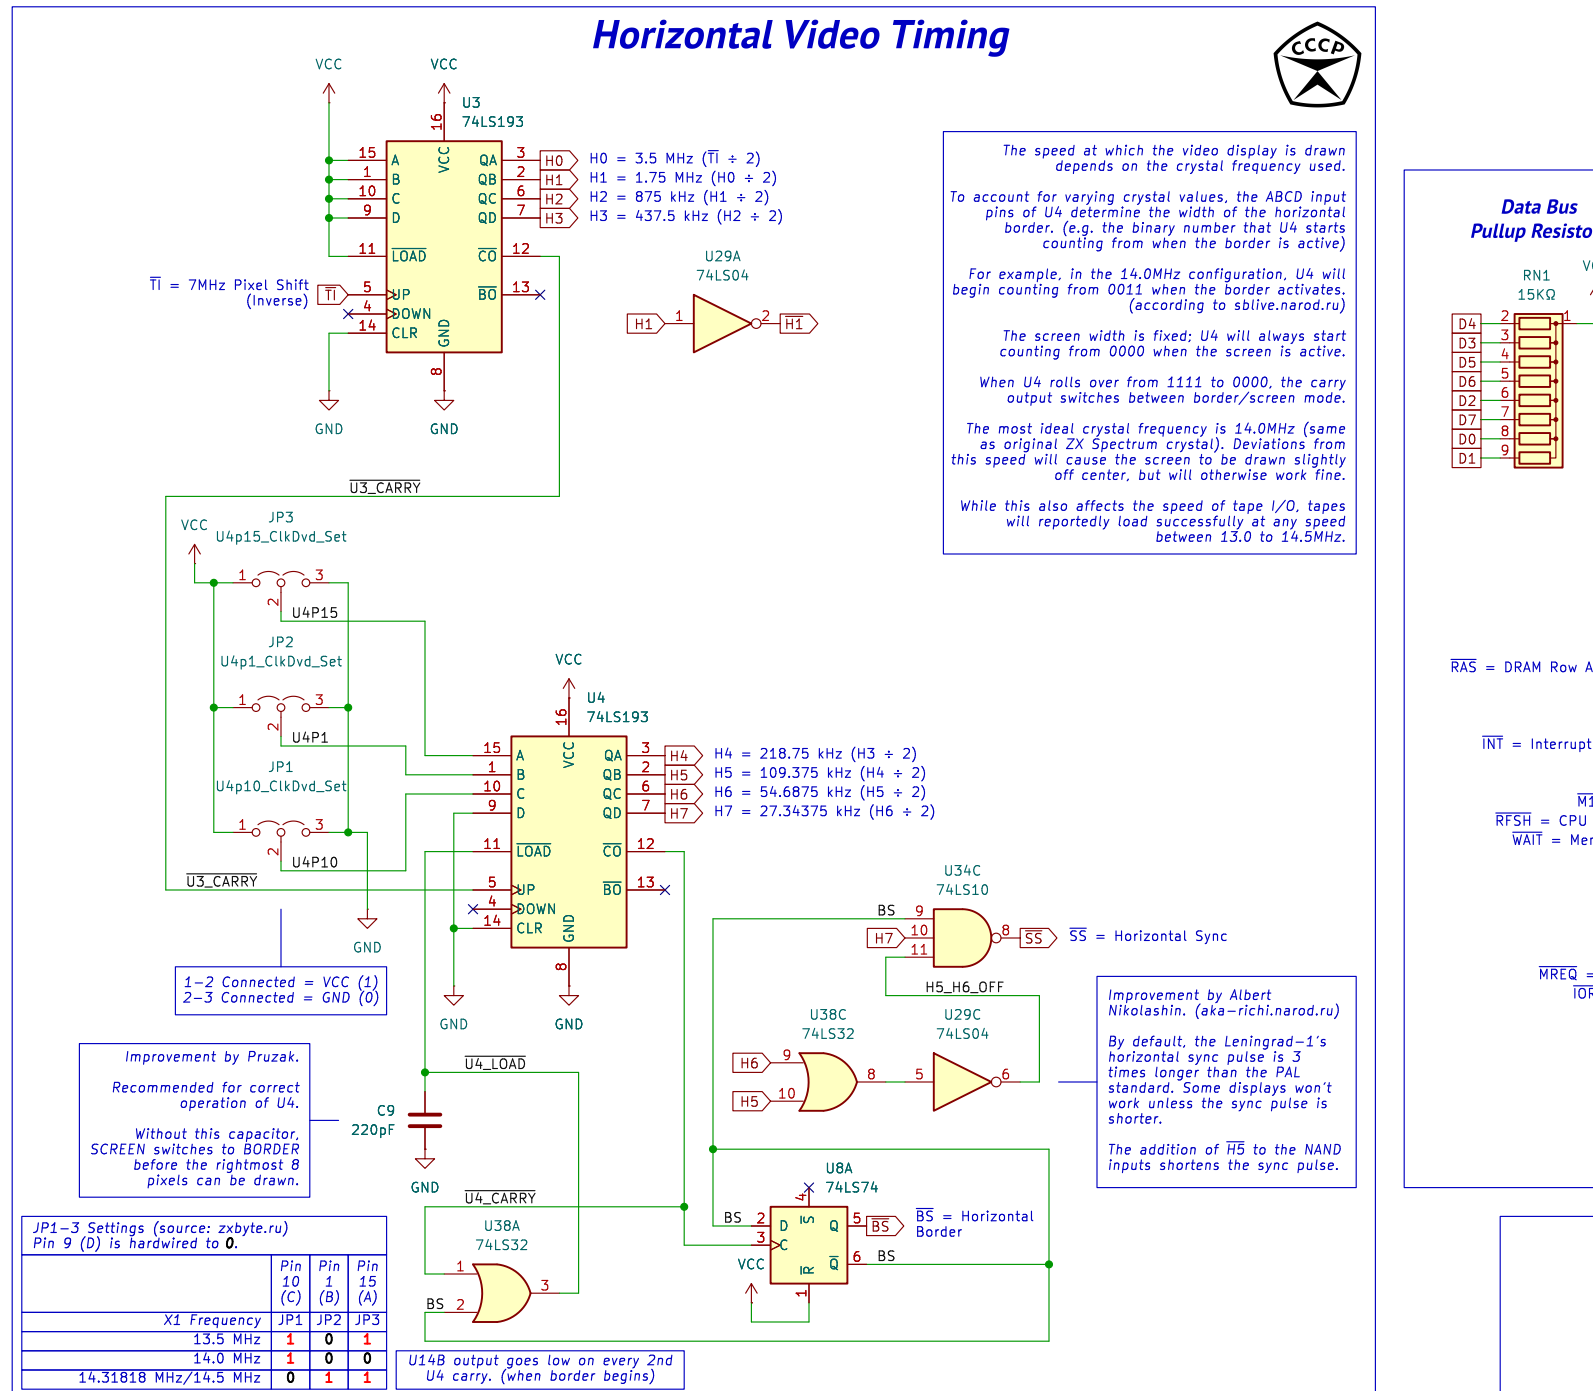 Horizontal Video Timing
CCCP
VCC
VCC
U3
74LS193
16
VCC
15 A QA 3 H0 H0 = 3.5 MHz (TI ÷ 2)
1 B QB 2 H1 H1 = 1.75 MHz (H0 ÷ 2)
10 C QC 6 H2 H2 = 875 kHz (H1 ÷ 2)
9 D QD 7 H3 H3 = 437.5 kHz (H2 ÷ 2)
11 LOAD CO 12
TI = 7MHz Pixel Shift
(Inverse)
TI 5 UP BO 13
4 DOWN
14 CLR
GND
8
GND
GND
U29A
74LS04
H1 1 2 H1
The speed at which the video display is drawn
depends on the crystal frequency used.
To account for varying crystal values, the ABCD input
pins of U4 determine the width of the horizontal
border. (e.g. the binary number that U4 starts
counting from when the border is active)
For example, in the 14.0MHz configuration, U4 will
begin counting from 0011 when the border activates.
(according to sblive.narod.ru)
The screen width is fixed; U4 will always start
counting from 0000 when the screen is active.
When U4 rolls over from 1111 to 0000, the carry
output switches between border/screen mode.
The most ideal crystal frequency is 14.0MHz (same
as original ZX Spectrum crystal). Deviations from
this speed will cause the screen to be drawn slightly
off center, but will otherwise work fine.
While this also affects the speed of tape I/O, tapes
will reportedly load successfully at any speed
between 13.0 to 14.5MHz.
Data Bus
Pullup Resisto
RN1
15KΩ
D4 2 1
D3 3
D5 4
D6 5
D2 6
D7 7
D0 8
D1 9
U3_CARRY
VCC
JP3
U4p15_ClkDvd_Set
1 3
2
U4P15
JP2
U4p1_ClkDvd_Set
1 3
2
U4P1
JP1
U4p10_ClkDvd_Set
1 3
2
U4P10
U3_CARRY
GND
1-2 Connected = VCC (1)
2-3 Connected = GND (0)
VCC
U4
74LS193
16
VCC
15 A QA 3 H4 H4 = 218.75 kHz (H3 ÷ 2)
1 B QB 2 H5 H5 = 109.375 kHz (H4 ÷ 2)
10 C QC 6 H6 H6 = 54.6875 kHz (H5 ÷ 2)
9 D QD 7 H7 H7 = 27.34375 kHz (H6 ÷ 2)
11 LOAD CO 12
5 UP BO 13
4 DOWN
14 CLR
GND
8
GND
GND
RAS = DRAM Row A
INT = Interrupt
M1
RFSH = CPU
WAIT = Mer
MREQ =
IOR
U34C
74LS10
BS 9
H7 10 8 SS SS = Horizontal Sync
11
H5_H6_OFF
U38C
74LS32
H6 9
8
H5 10
U29C
74LS04
5 6
Improvement by Albert
Nikolashin. (aka-richi.narod.ru)
By default, the Leningrad-1's
horizontal sync pulse is 3
times longer than the PAL
standard. Some displays won't
work unless the sync pulse is
shorter.
The addition of H5 to the NAND
inputs shortens the sync pulse.
Improvement by Pruzak.
Recommended for correct
operation of U4.
Without this capacitor,
SCREEN switches to BORDER
before the rightmost 8
pixels can be drawn.
U4_LOAD
C9
220pF
GND
U4_CARRY
U38A
74LS32
1
3
BS 2
U8A
74LS74
4
S
BS 2 D Q 5 BS BS = Horizontal
Border
3 C
Q 6 BS
R
1
VCC
JP1-3 Settings (source: zxbyte.ru)
Pin 9 (D) is hardwired to 0.
Pin 10 (C) Pin 1 (B) Pin 15 (A)
X1 Frequency JP1 JP2 JP3
13.5 MHz 1 0 1
14.0 MHz 1 0 0
14.31818 MHz/14.5 MHz 0 1 1
U14B output goes low on every 2nd
U4 carry. (when border begins)